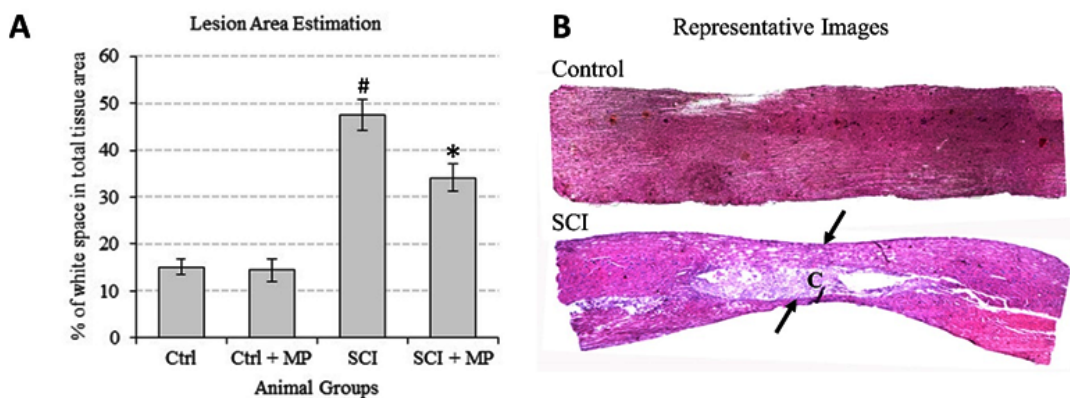 A
Lesion Area Estimation
% of white space in total tissue area
60
50
40
30
20
10
0
#
*
Ctrl
Ctrl + MP
SCI
SCI + MP
Animal Groups
B
Representative Images
Control
SCI
C